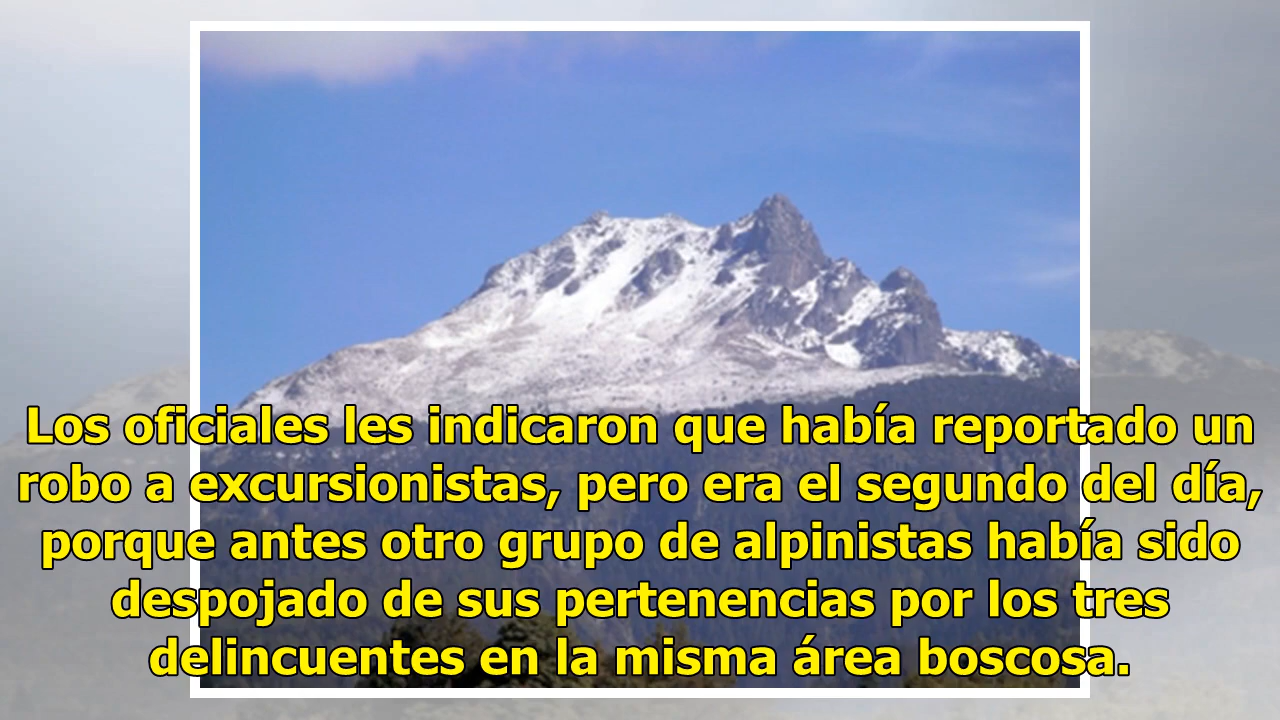 Los oficiales les indicaron que había reportado un
robo a excursionistas, pero era el segundo del día,
porque antes otro grupo de alpinistas había sido
despojado de sus pertenencias por los tres
delincuentes en la misma área boscosa.